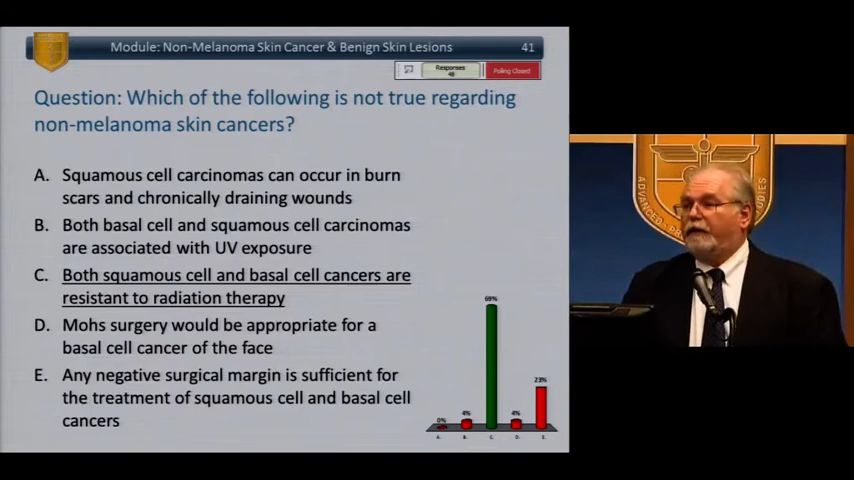 Module: Non-Melanoma Skin Cancer & Benign Skin Lesions 41
Responses
48
Polling Closed
Question: Which of the following is not true regarding
non-melanoma skin cancers?
A. Squamous cell carcinomas can occur in burn
scars and chronically draining wounds
B. Both basal cell and squamous cell carcinomas
are associated with UV exposure
C. Both squamous cell and basal cell cancers are
resistant to radiation therapy
D. Mohs surgery would be appropriate for a
basal cell cancer of the face
E. Any negative surgical margin is sufficient for
the treatment of squamous cell and basal cell
cancers
0% 4% 69% 4% 23%
A. B. C. D. E.